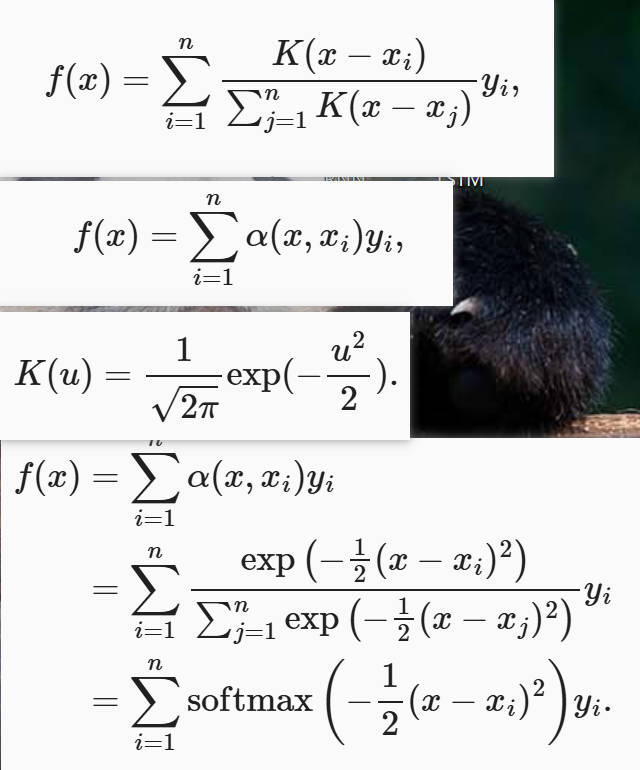 f(x) = \sum_{i=1}^{n} \frac{K(x - x_i)}{\sum_{j=1}^{n} K(x - x_j)} y_i,
f(x) = \sum_{i=1}^{n} \alpha(x, x_i) y_i,
K(u) = \frac{1}{\sqrt{2\pi}} \exp(-\frac{u^2}{2}).
f(x) = \sum_{i=1}^{n} \alpha(x, x_i) y_i
= \sum_{i=1}^{n} \frac{\exp\left(-\frac{1}{2}(x - x_i)^2\right)}{\sum_{j=1}^{n} \exp\left(-\frac{1}{2}(x - x_j)^2\right)} y_i
= \sum_{i=1}^{n} \text{softmax}\left(-\frac{1}{2}(x - x_i)^2\right) y_i.